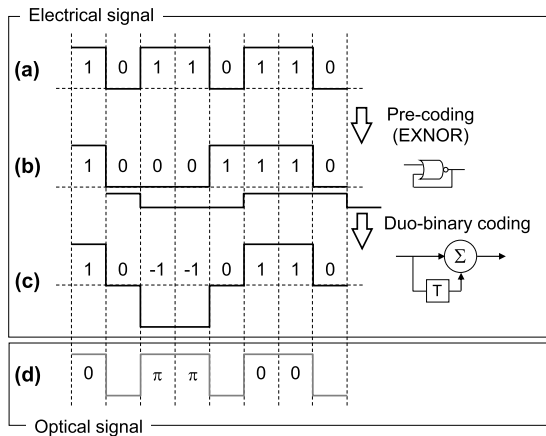 Electrical signal
(a) 1 0 1 1 0 1 1 0
Pre-coding
(EXNOR)
(b) 1 0 0 0 1 1 1 0
Duo-binary coding
(c) 1 0 -1 -1 0 1 1 0
Σ
T
(d) 0 π π 0 0
Optical signal